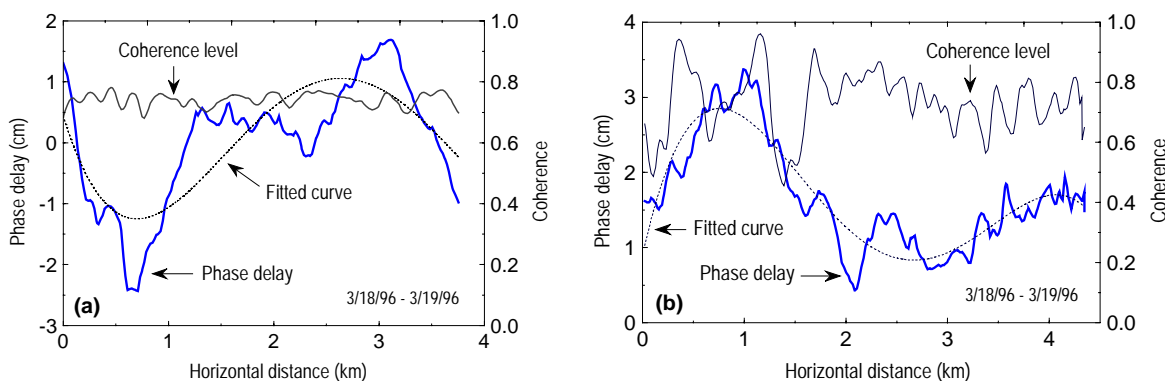 2
1
0
-1
-2
-3
Phase delay (cm)
Coherence level
Fitted curve
Phase delay
(a)
3/18/96 - 3/19/96
1.0
0.8
0.6
0.4
0.2
0.0
Coherence
0 1 2 3 4
Horizontal distance (km)
4
3
2
1
0
Phase delay (cm)
Coherence level
Fitted curve
Phase delay
(b)
3/18/96 - 3/19/96
1.0
0.8
0.6
0.4
0.2
0.0
Coherence
0 1 2 3 4
Horizontal distance (km)